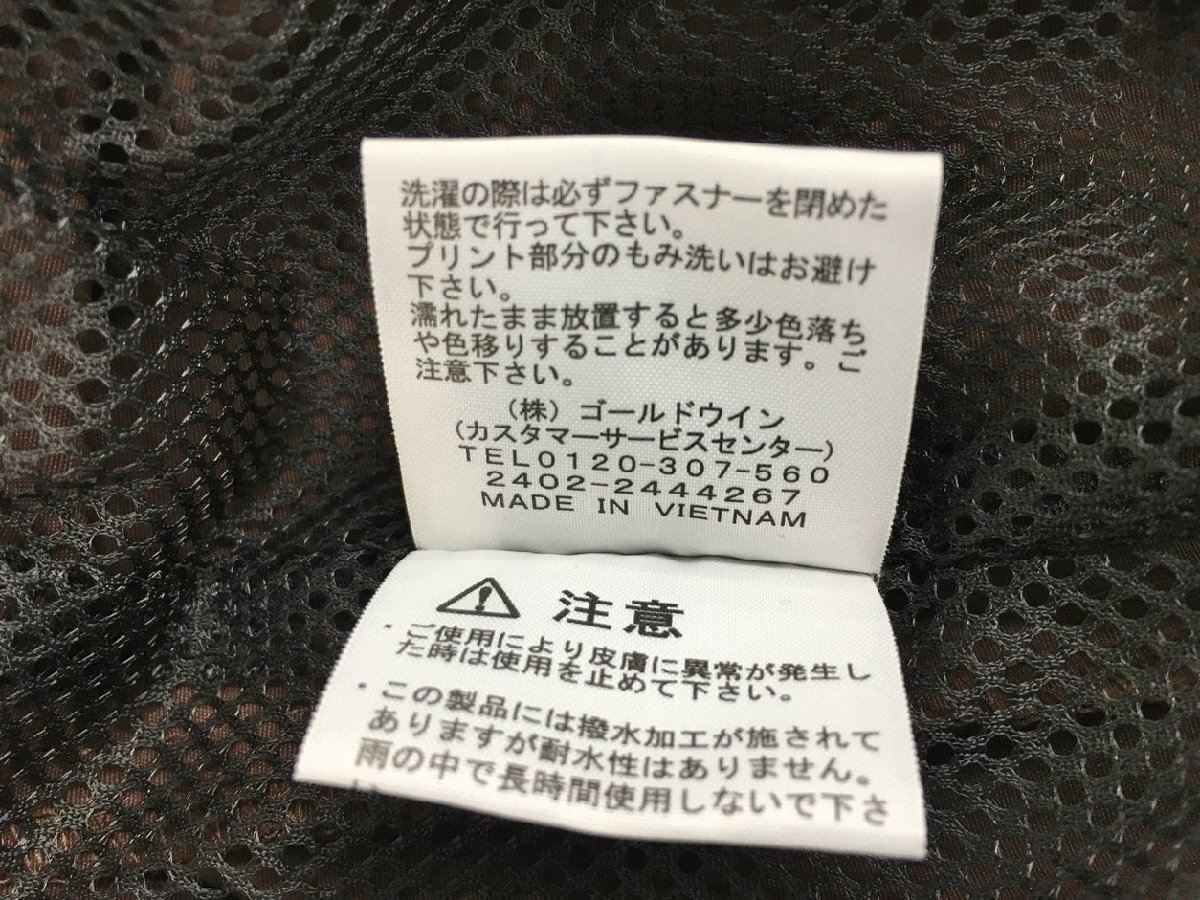 洗濯の際は必ずファスナーを閉めた
状態で行って下さい。
プリント部分のもみ洗いはお避け
下さい。
濡れたまま放置すると多少色落ち
や色移りすることがあります。ご
注意下さい。
(株)ゴールドウイン
(カスタマーサービスセンター)
TEL0120-307-560
2402-2444267
MADE IN VIETNAM
注意
・ご使用により皮膚に異常が発生し
た時は使用を止めて下さい。
・この製品には撥水加工が施されて
ありますが耐水性はありません。
雨の中で長時間使用しないで下さ